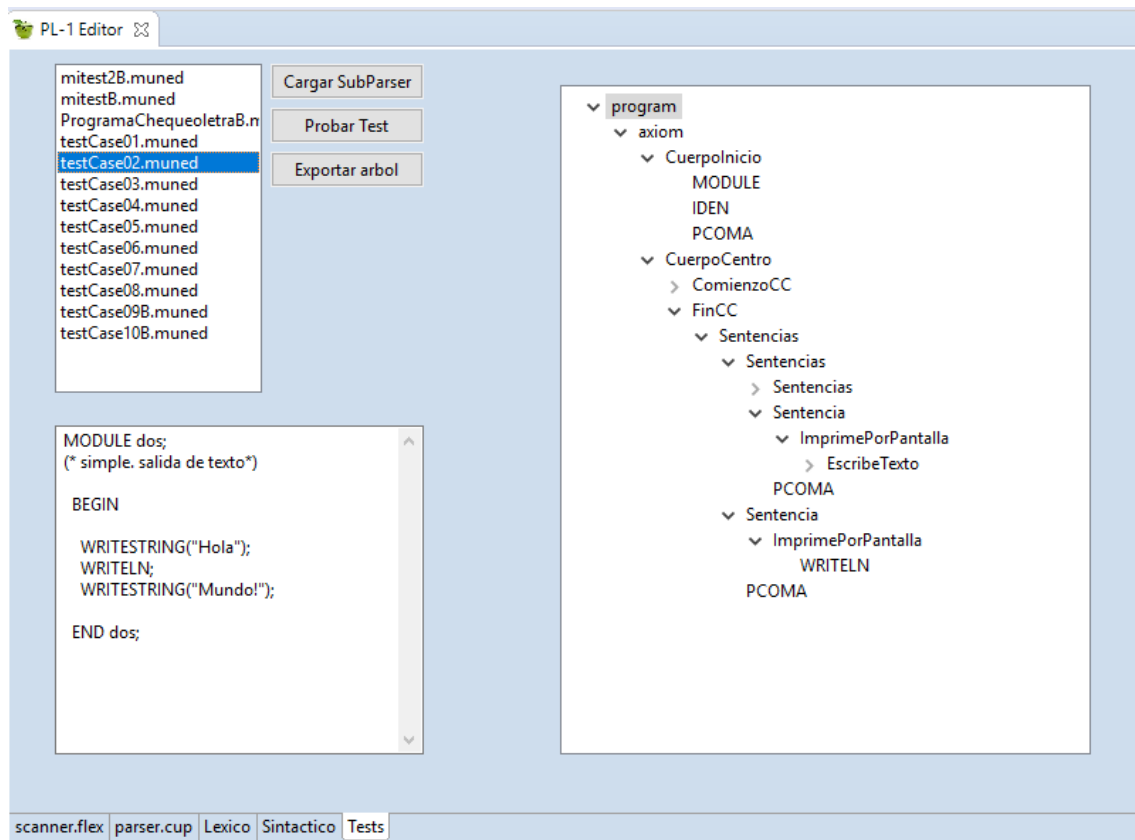 PL-1 Editor
mitest2B.muned
mitestB.muned
ProgramaChequeoletraB.m
testCase01.muned
testCase02.muned
testCase03.muned
testCase04.muned
testCase05.muned
testCase06.muned
testCase07.muned
testCase08.muned
testCase09B.muned
testCase10B.muned
Cargar SubParser
Probar Test
Exportar arbol
MODULE dos;
(* simple. salida de texto*)
BEGIN
WRITESTRING("Hola");
WRITELN;
WRITESTRING("Mundo!");
END dos;
program
axiom
CuerpoInicio
MODULE
IDEN
PCOMA
CuerpoCentro
ComienzoCC
FinCC
Sentencias
Sentencias
Sentencias
Sentencia
ImprimePorPantalla
EscribeTexto
PCOMA
Sentencia
ImprimePorPantalla
WRITELN
PCOMA
scanner.flex parser.cup Lexico Sintactico Tests